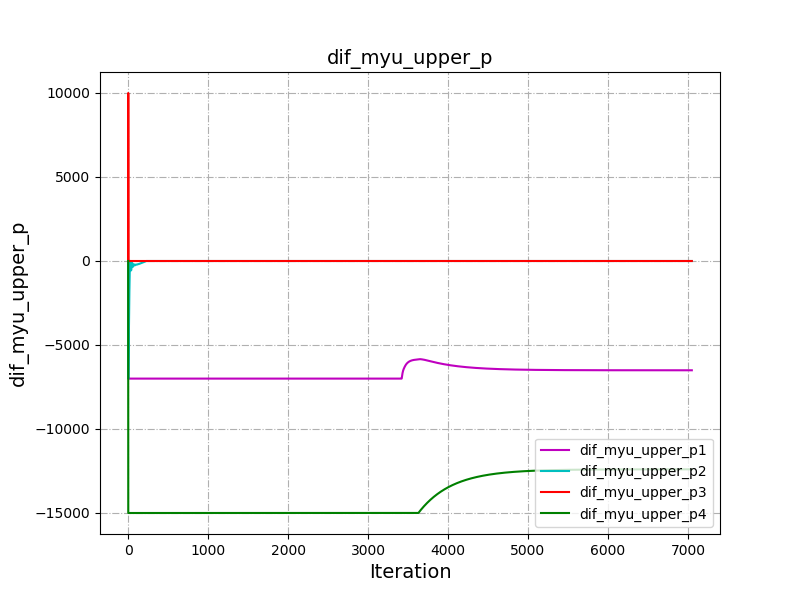 dif_myu_upper_p
10000
5000
0
−5000
−10000
−15000
dif_myu_upper_p
dif_myu_upper_p1
dif_myu_upper_p2
dif_myu_upper_p3
dif_myu_upper_p4
0 1000 2000 3000 4000 5000 6000 7000
Iteration